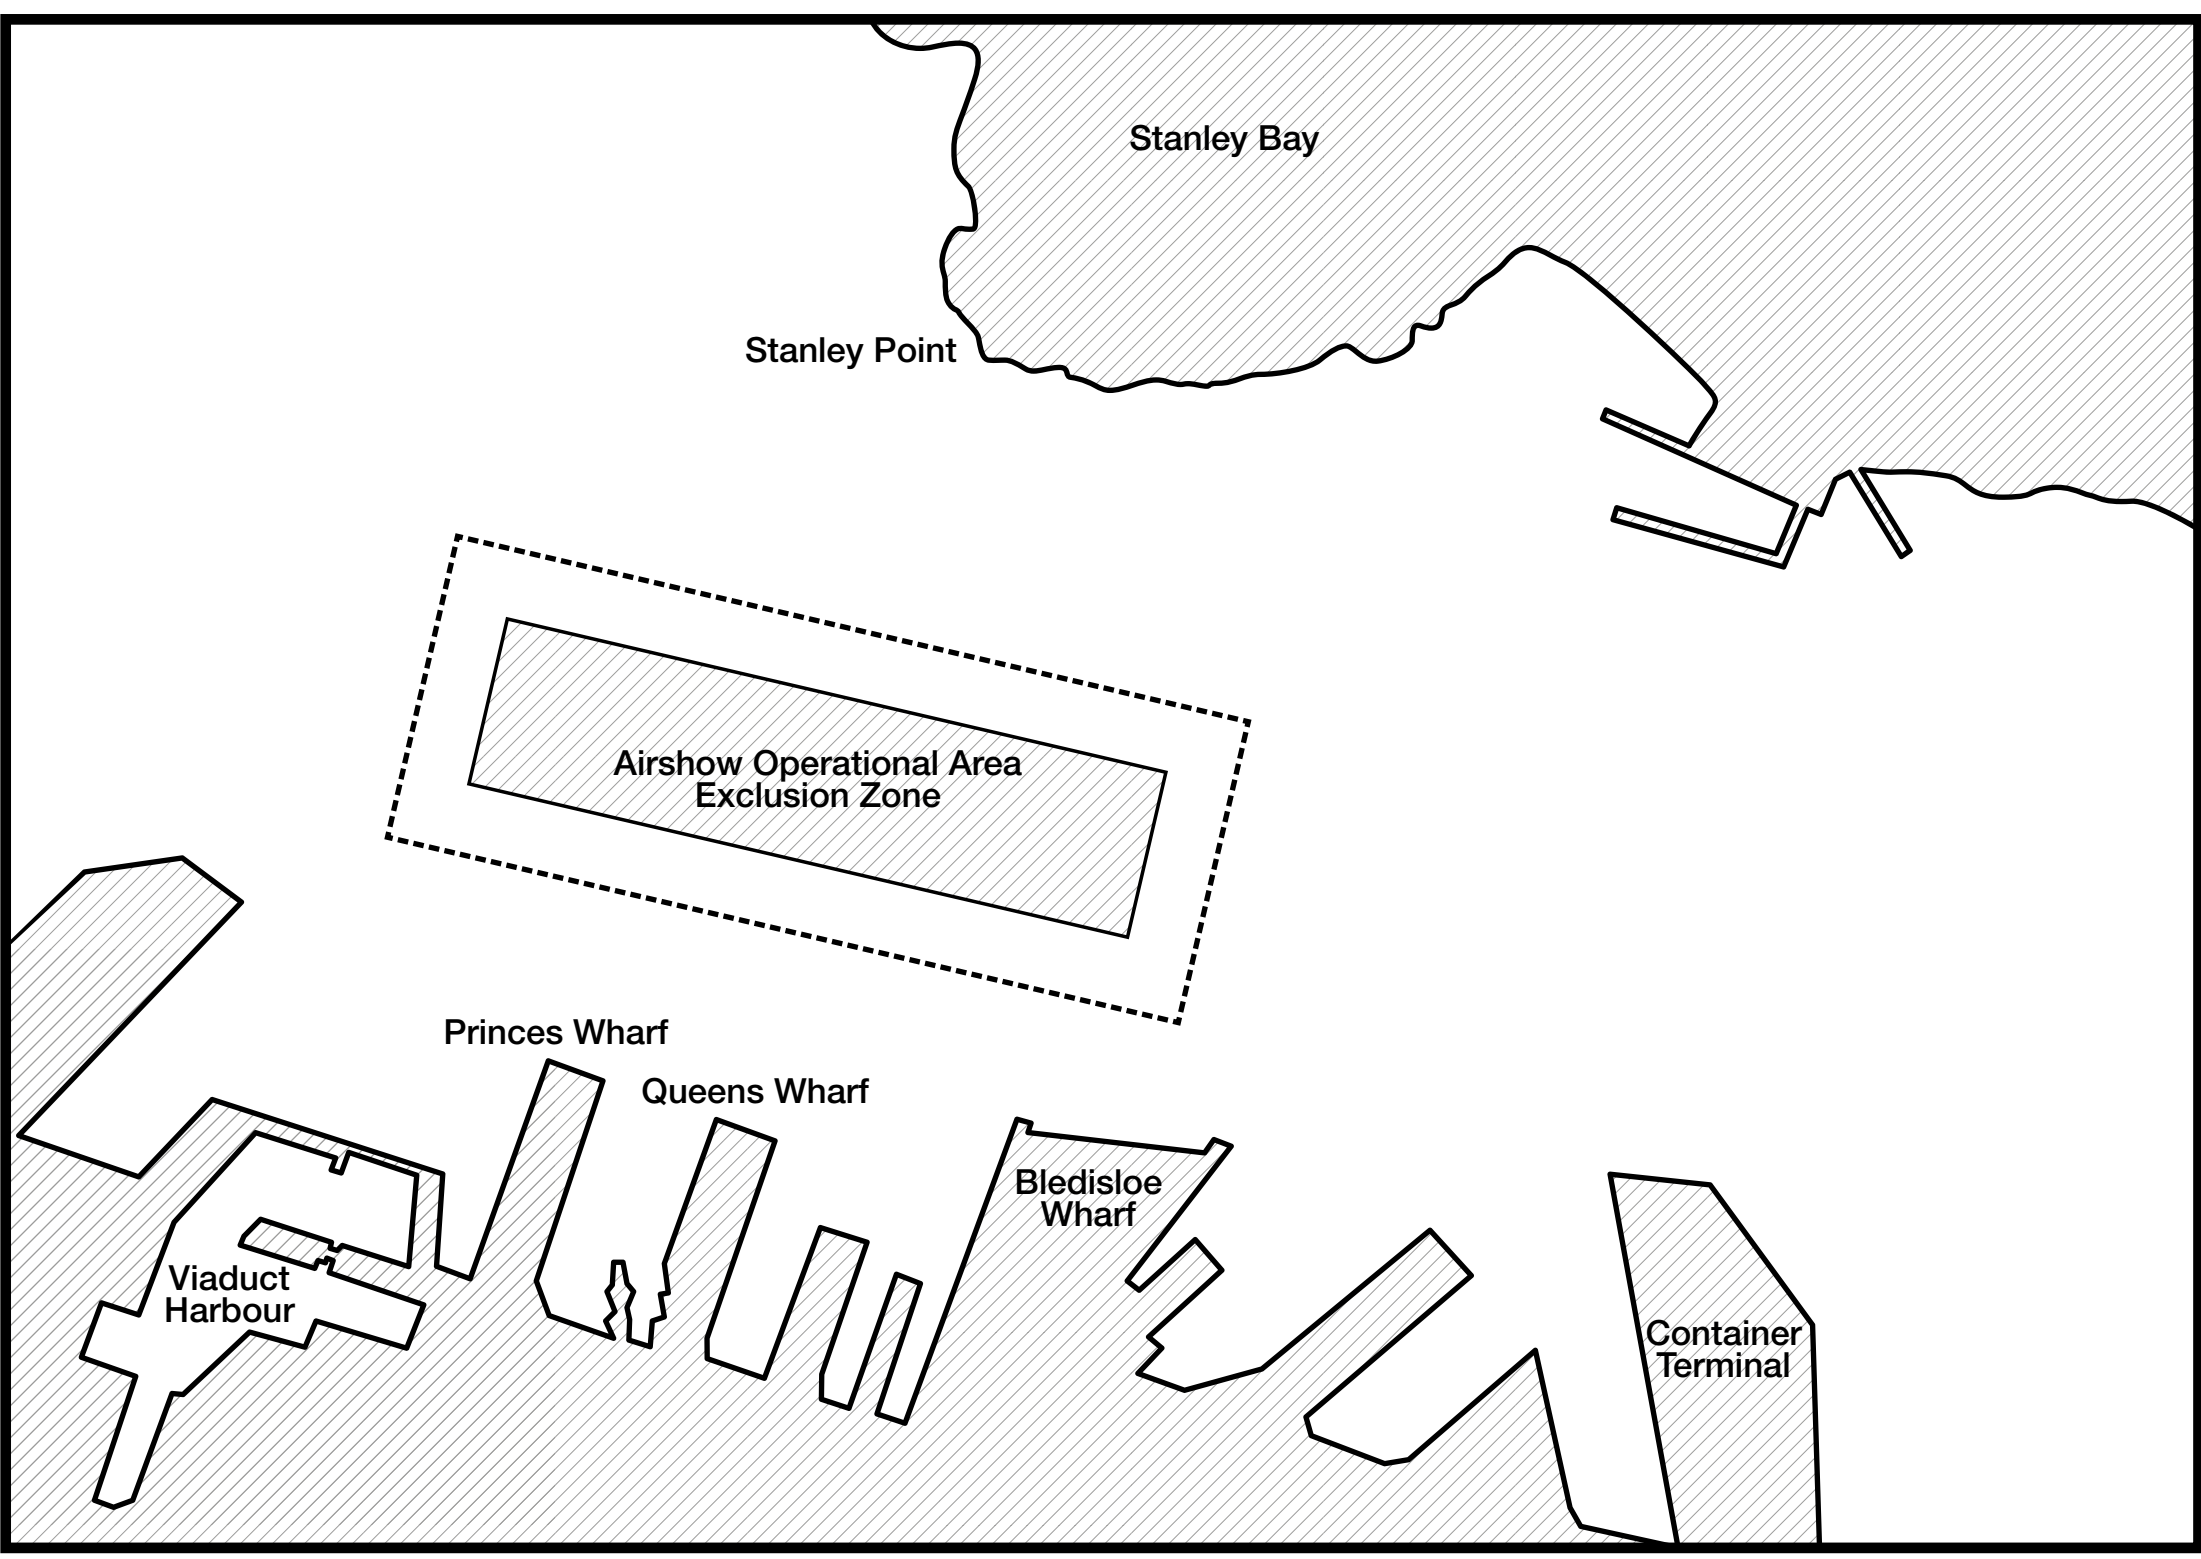 Stanley Bay
Stanley Point
Airshow Operational Area
Exclusion Zone
Princes Wharf
Queens Wharf
Bledisloe
Wharf
Viaduct
Harbour
Container
Terminal